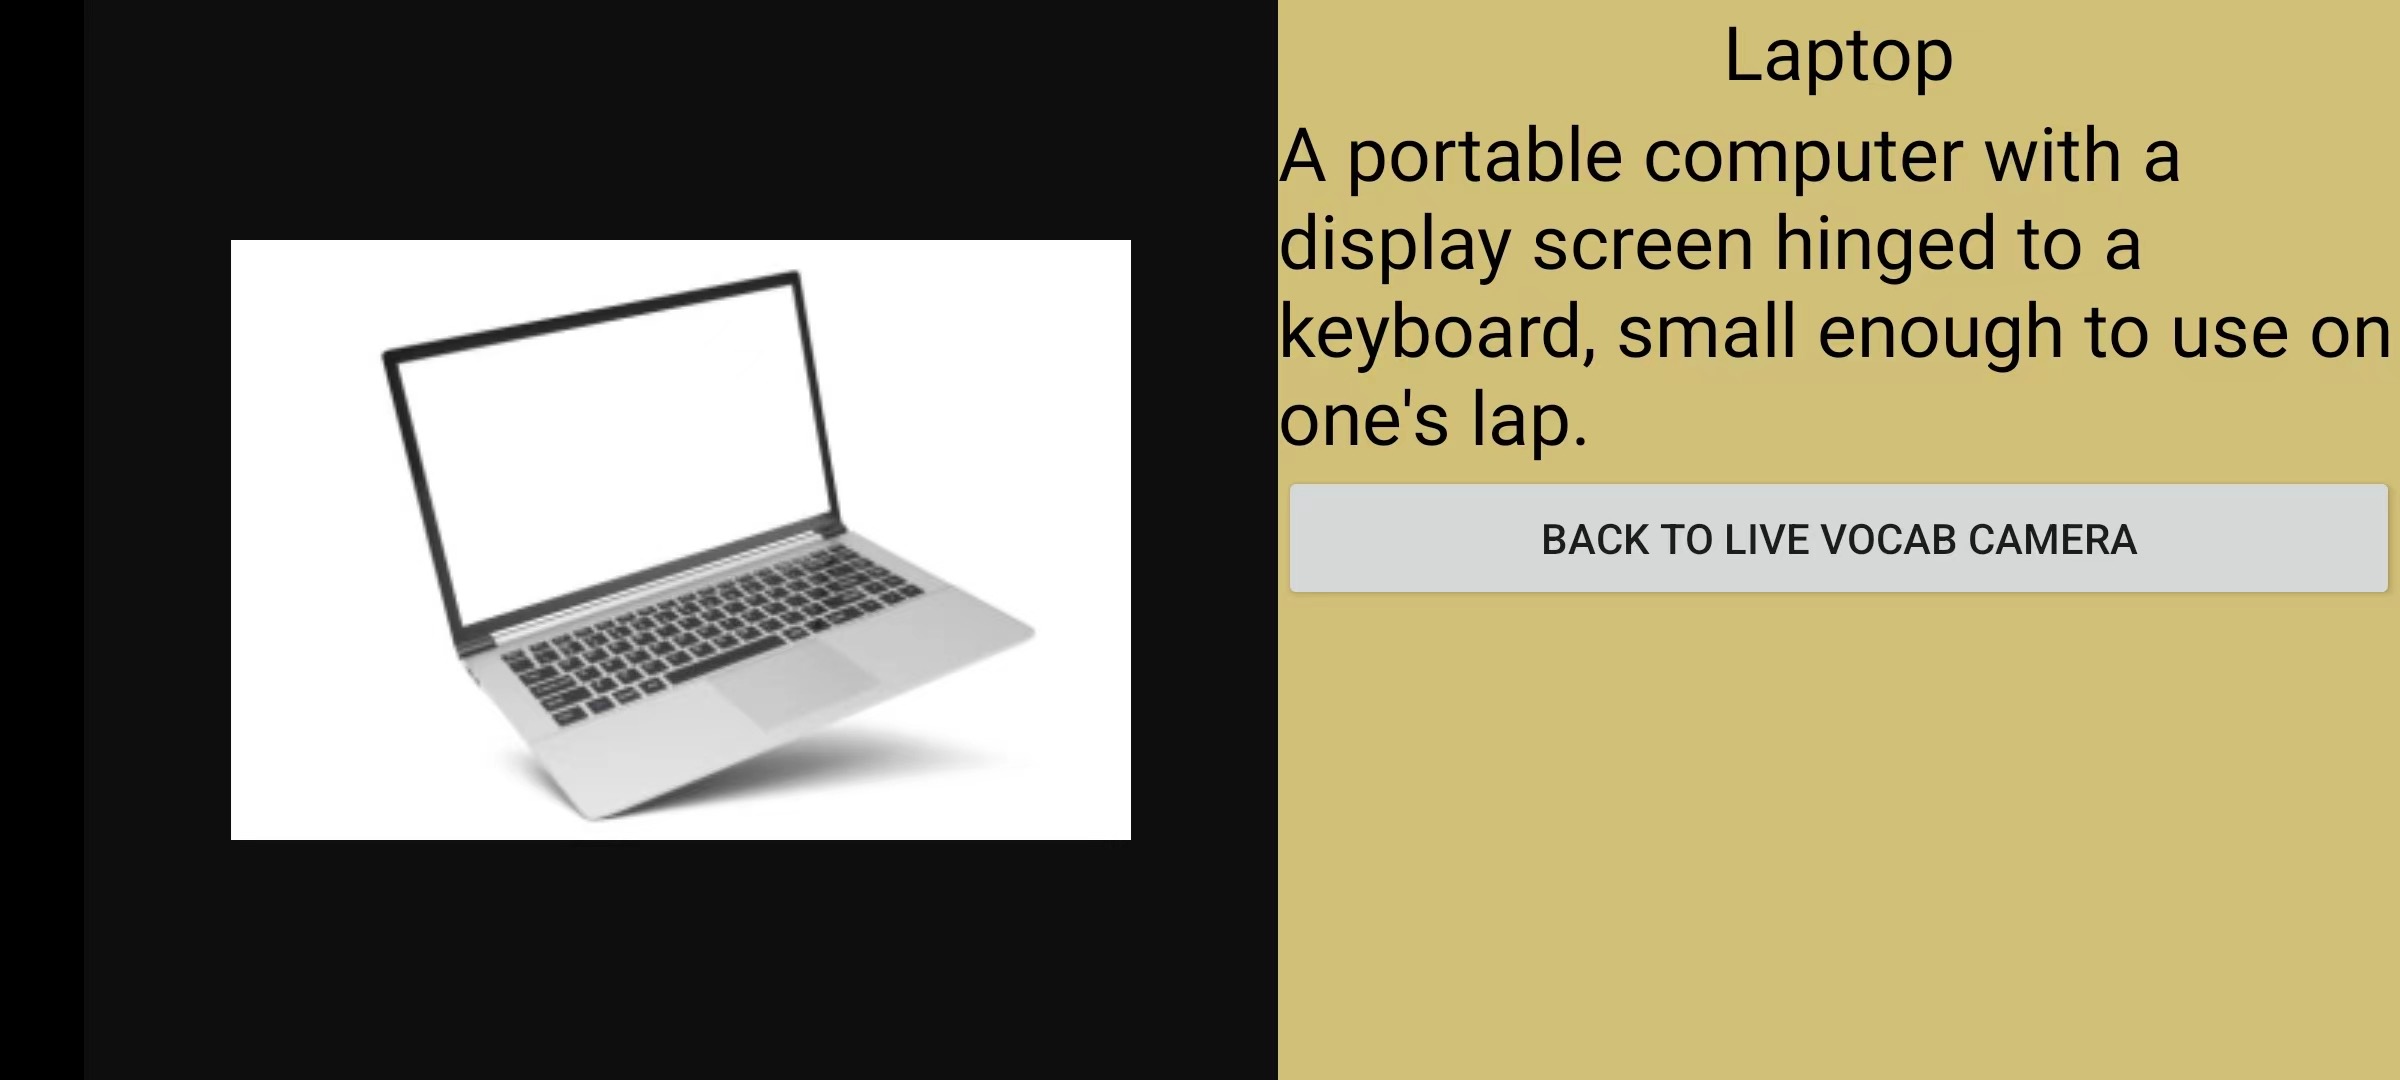 Laptop
A portable computer with a
display screen hinged to a
keyboard, small enough to use on
one's lap.
BACK TO LIVE VOCAB CAMERA